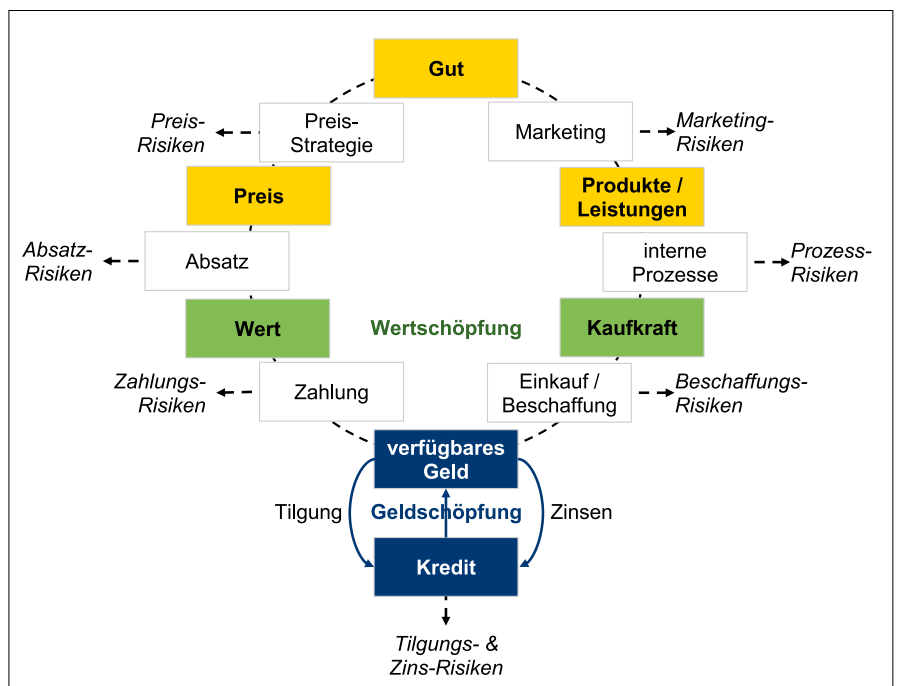 Gut
Preis-
Risiken
Preis-
Strategie
Marketing
Marketing-
Risiken
Preis
Produkte /
Leistungen
Absatz-
Risiken
Absatz
interne
Prozesse
Prozess-
Risiken
Wert
Wertschöpfung
Kaufkraft
Zahlungs-
Risiken
Zahlung
Einkauf /
Beschaffung
Beschaffungs-
Risiken
verfügbares
Geld
Tilgung
Geldschöpfung
Zinsen
Kredit
Tilgungs- &
Zins-Risiken